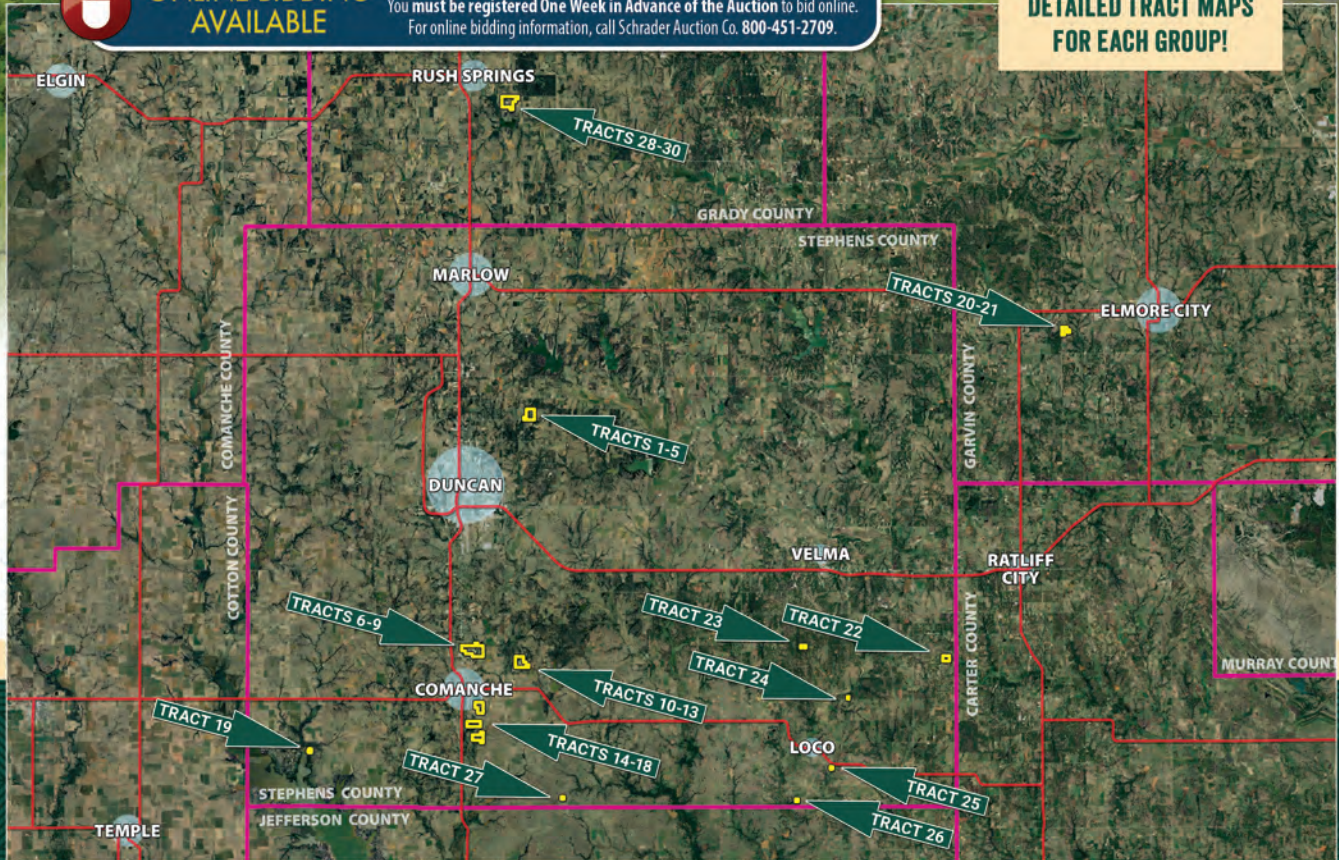 ONLINE BIDDING
AVAILABLE
You must be registered One Week in Advance of the Auction to bid online.
For online bidding information, call Schrader Auction Co. 800-451-2709.
DETAILED TRACT MAPS
FOR EACH GROUP!
ELGIN
RUSH SPRINGS
TRACTS 28-30
GRADY COUNTY
STEPHENS COUNTY
MARLOW
TRACTS 20-21
ELMORE CITY
COMANCHE COUNTY
GARVIN COUNTY
TRACTS 1-5
DUNCAN
COTTON COUNTY
VELMA
RATLIFF
CITY
TRACTS 6-9
TRACT 23
TRACT 22
CARTER COUNTY
MURRAY COUNT
TRACT 24
COMANCHE
TRACTS 10-13
TRACT 19
TRACTS 14-18
LOCO
TRACT 27
TRACT 25
STEPHENS COUNTY
JEFFERSON COUNTY
TRACT 26
TEMPLE